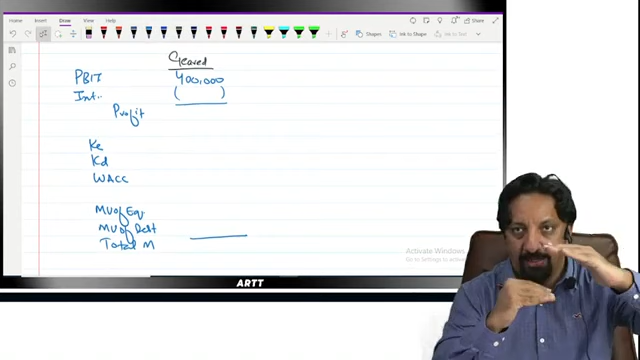 File Home Insert Draw View Help
Share
Shapes
Ink to Shape
Ink to Text
Geared
PBIT 400,000
Int.. ( )
Profit
Ke
Kd
WACC
MV of Eq.
MV of Debt
Total M
Activate Windows
Go to Settings to activate
ARTT